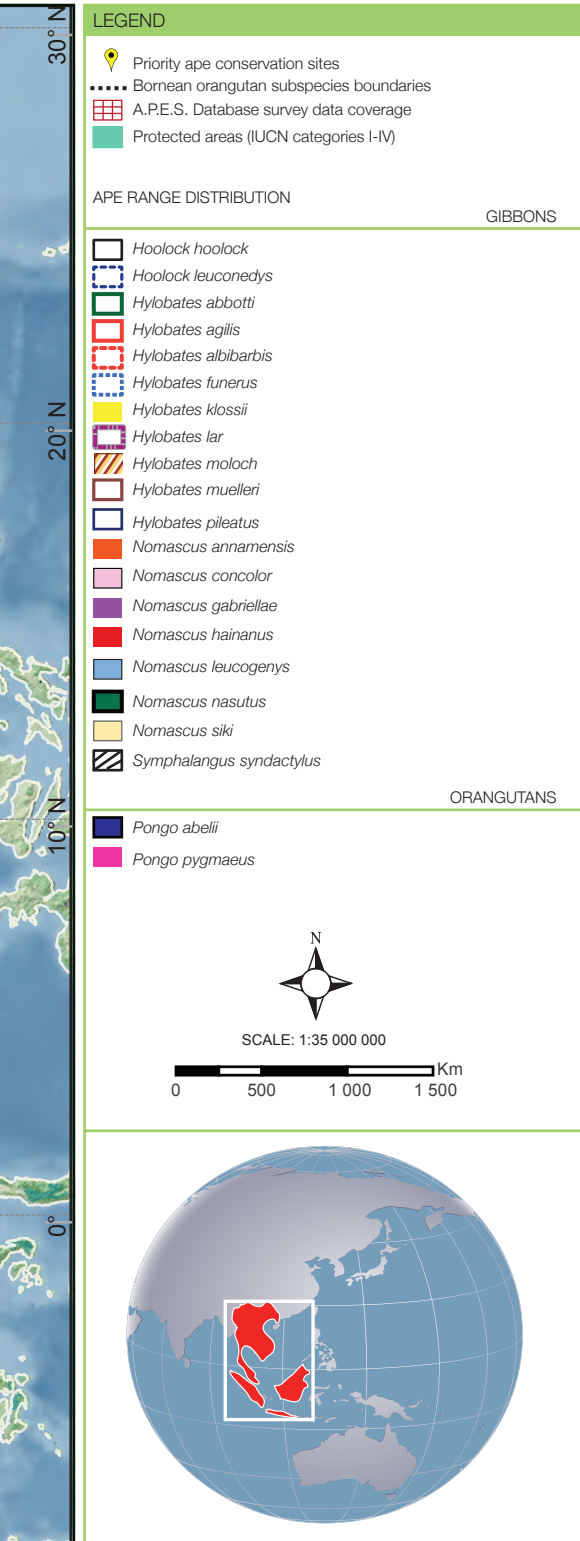 LEGEND
Priority ape conservation sites
Bornean orangutan subspecies boundaries
A.P.E.S. Database survey data coverage
Protected areas (IUCN categories I-IV)
APE RANGE DISTRIBUTION
GIBBONS
Hoolock hoolock
Hoolock leuconedys
Hylobates abbotti
Hylobates agilis
Hylobates albibarbis
Hylobates funerus
Hylobates klossii
Hylobates lar
Hylobates moloch
Hylobates muelleri
Hylobates pileatus
Nomascus annamensis
Nomascus concolor
Nomascus gabriellae
Nomascus hainanus
Nomascus leucogenys
Nomascus nasutus
Nomascus siki
Symphalangus syndactylus
ORANGUTANS
Pongo abelii
Pongo pygmaeus
N
SCALE: 1:35 000 000
Km
0 500 1 000 1 500
30° N
20° N
10° N
0°